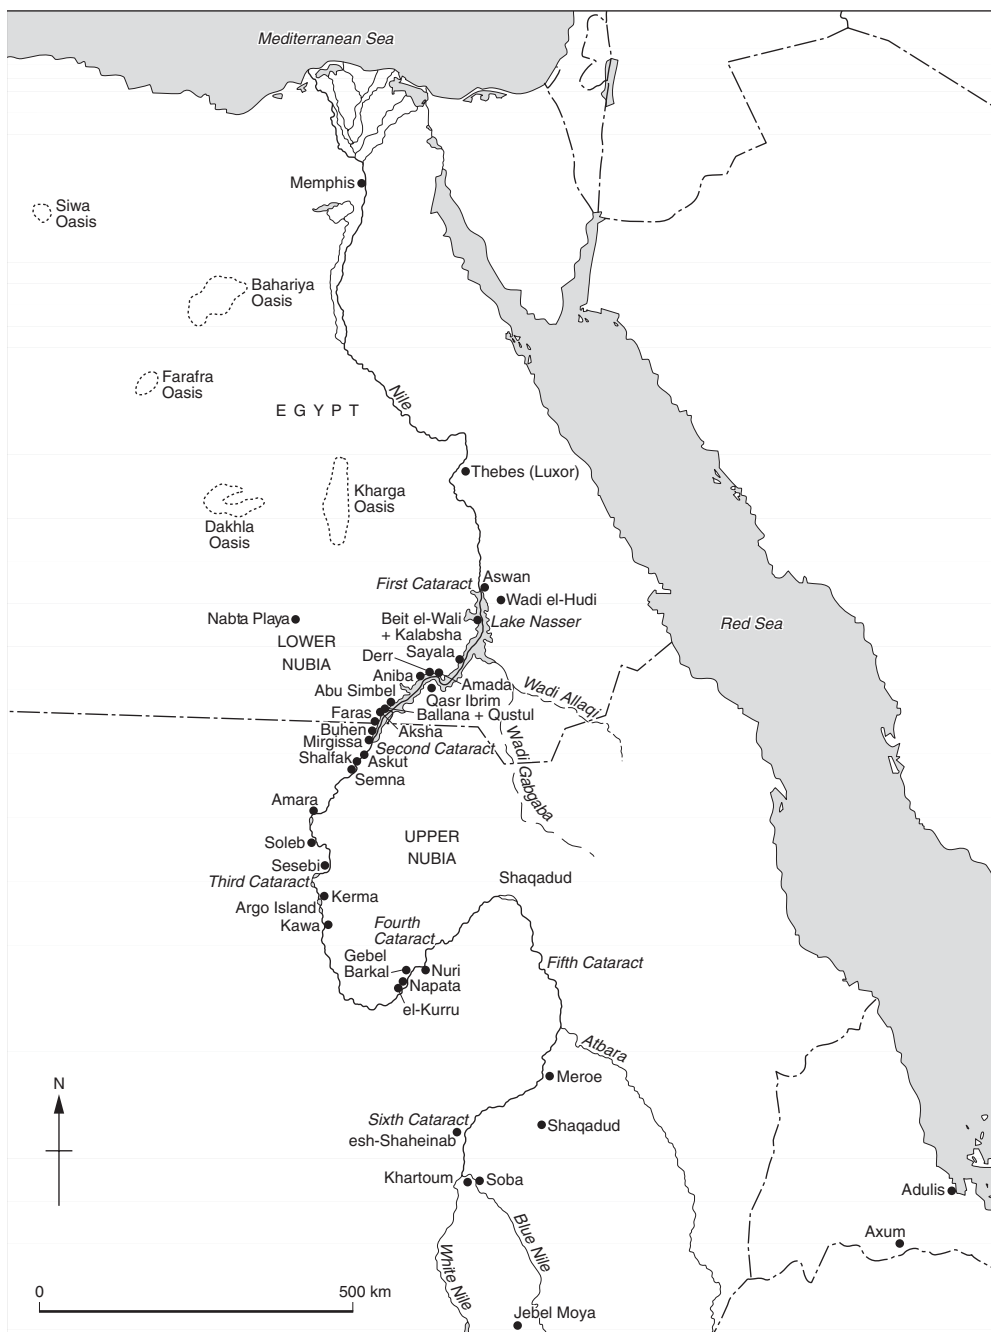 Mediterranean Sea
Memphis
Siwa
Oasis
Bahariya
Oasis
Farafra
Oasis
Nile
EGYPT
Thebes (Luxor)
Kharga
Oasis
Dakhla
Oasis
First Cataract
Aswan
Wadi el-Hudi
Nabta Playa
Beit el-Wali
+ Kalabsha
Lake Nasser
Red Sea
LOWER
NUBIA
Sayala
Derr
Aniba
Amada
Wadi Allaqi
Abu Simbel
Qasr Ibrim
Faras
Ballana + Qustul
Buhen
Aksha
Mirgissa
Second Cataract
Wadi Gabgaba
Shalfak
Askut
Semna
Amara
UPPER
NUBIA
Soleb
Sesebi
Third Cataract
Shaqadud
Kerma
Argo Island
Kawa
Fourth
Cataract
Gebel
Barkal
Nuri
Fifth Cataract
Napata
el-Kurru
Atbara
N
Meroe
Sixth Cataract
esh-Shaheinab
Shaqadud
Khartoum
Soba
Adulis
Axum
Blue Nile
White Nile
0
500 km
Jebel Moya